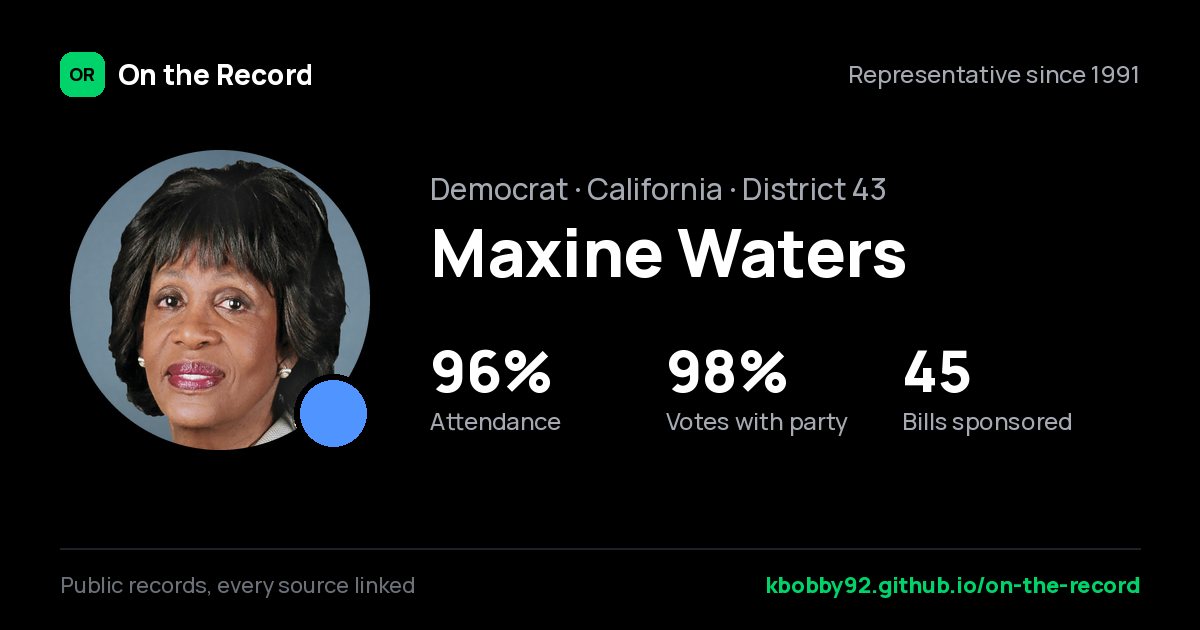 OR On the Record
Representative since 1991
Democrat · California · District 43
Maxine Waters
96% 98% 45
Attendance Votes with party Bills sponsored
Public records, every source linked
kbobby92.github.io/on-the-record